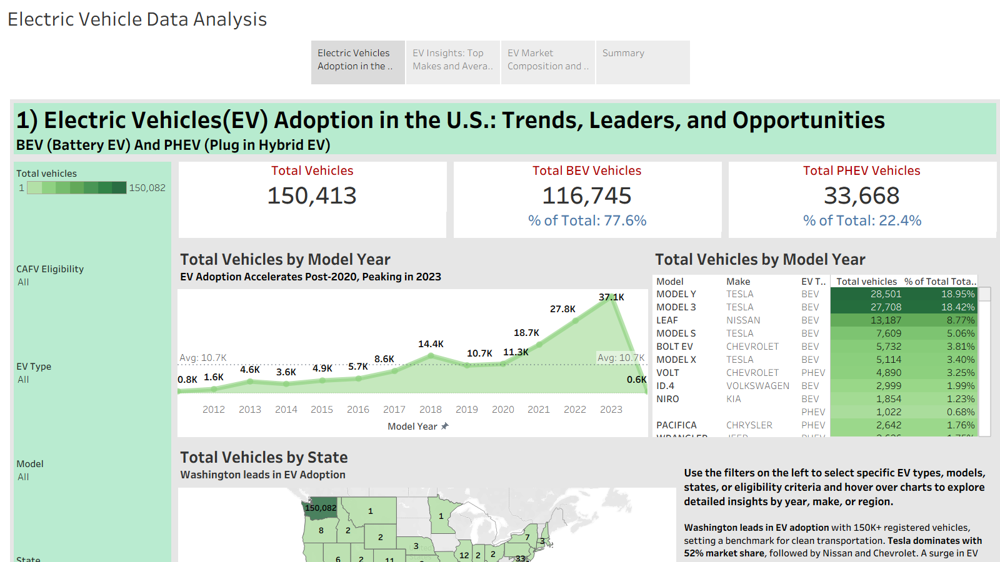 Electric Vehicle Data Analysis
Electric Vehicles
Adoption in the ..
EV Insights: Top
Makes and Avera..
EV Market
Composition and ..
Summary
1) Electric Vehicles(EV) Adoption in the U.S.: Trends, Leaders, and Opportunities
BEV (Battery EV) And PHEV (Plug in Hybrid EV)
Total vehicles
1 150,082
CAFV Eligibility
All
EV Type
All
Model
All
State
Total Vehicles
150,413
Total BEV Vehicles
116,745
% of Total: 77.6%
Total PHEV Vehicles
33,668
% of Total: 22.4%
Total Vehicles by Model Year
EV Adoption Accelerates Post-2020, Peaking in 2023
37.1K
27.8K
18.7K
14.4K
10.7K 11.3K
8.6K
Avg: 10.7K Avg: 10.7K
0.8K 1.6K 4.6K 3.6K 4.9K 5.7K 0.6K
2012 2013 2014 2015 2016 2017 2018 2019 2020 2021 2022 2023
Model Year
Total Vehicles by Model Year
Model Make EV T.. Total vehicles % of Total Tota..
MODEL Y TESLA BEV 28,501 18.95%
MODEL 3 TESLA BEV 27,708 18.42%
LEAF NISSAN BEV 13,187 8.77%
MODEL S TESLA BEV 7,609 5.06%
BOLT EV CHEVROLET BEV 5,732 3.81%
MODEL X TESLA BEV 5,114 3.40%
VOLT CHEVROLET PHEV 4,890 3.25%
ID.4 VOLKSWAGEN BEV 2,999 1.99%
NIRO KIA BEV 1,854 1.23%
PHEV 1,022 0.68%
PACIFICA CHRYSLER PHEV 2,642 1.76%
WRANGLER JEEP PHEV
Total Vehicles by State
Washington leads in EV Adoption
150,082 1 1
8 2 2 3 7 3
6 2 11 12 2 2 33
United States
Use the filters on the left to select specific EV types, models,
states, or eligibility criteria and hover over charts to explore
detailed insights by year, make, or region.
Washington leads in EV adoption with 150K+ registered vehicles,
setting a benchmark for clean transportation. Tesla dominates with
52% market share, followed by Nissan and Chevrolet. A surge in EV